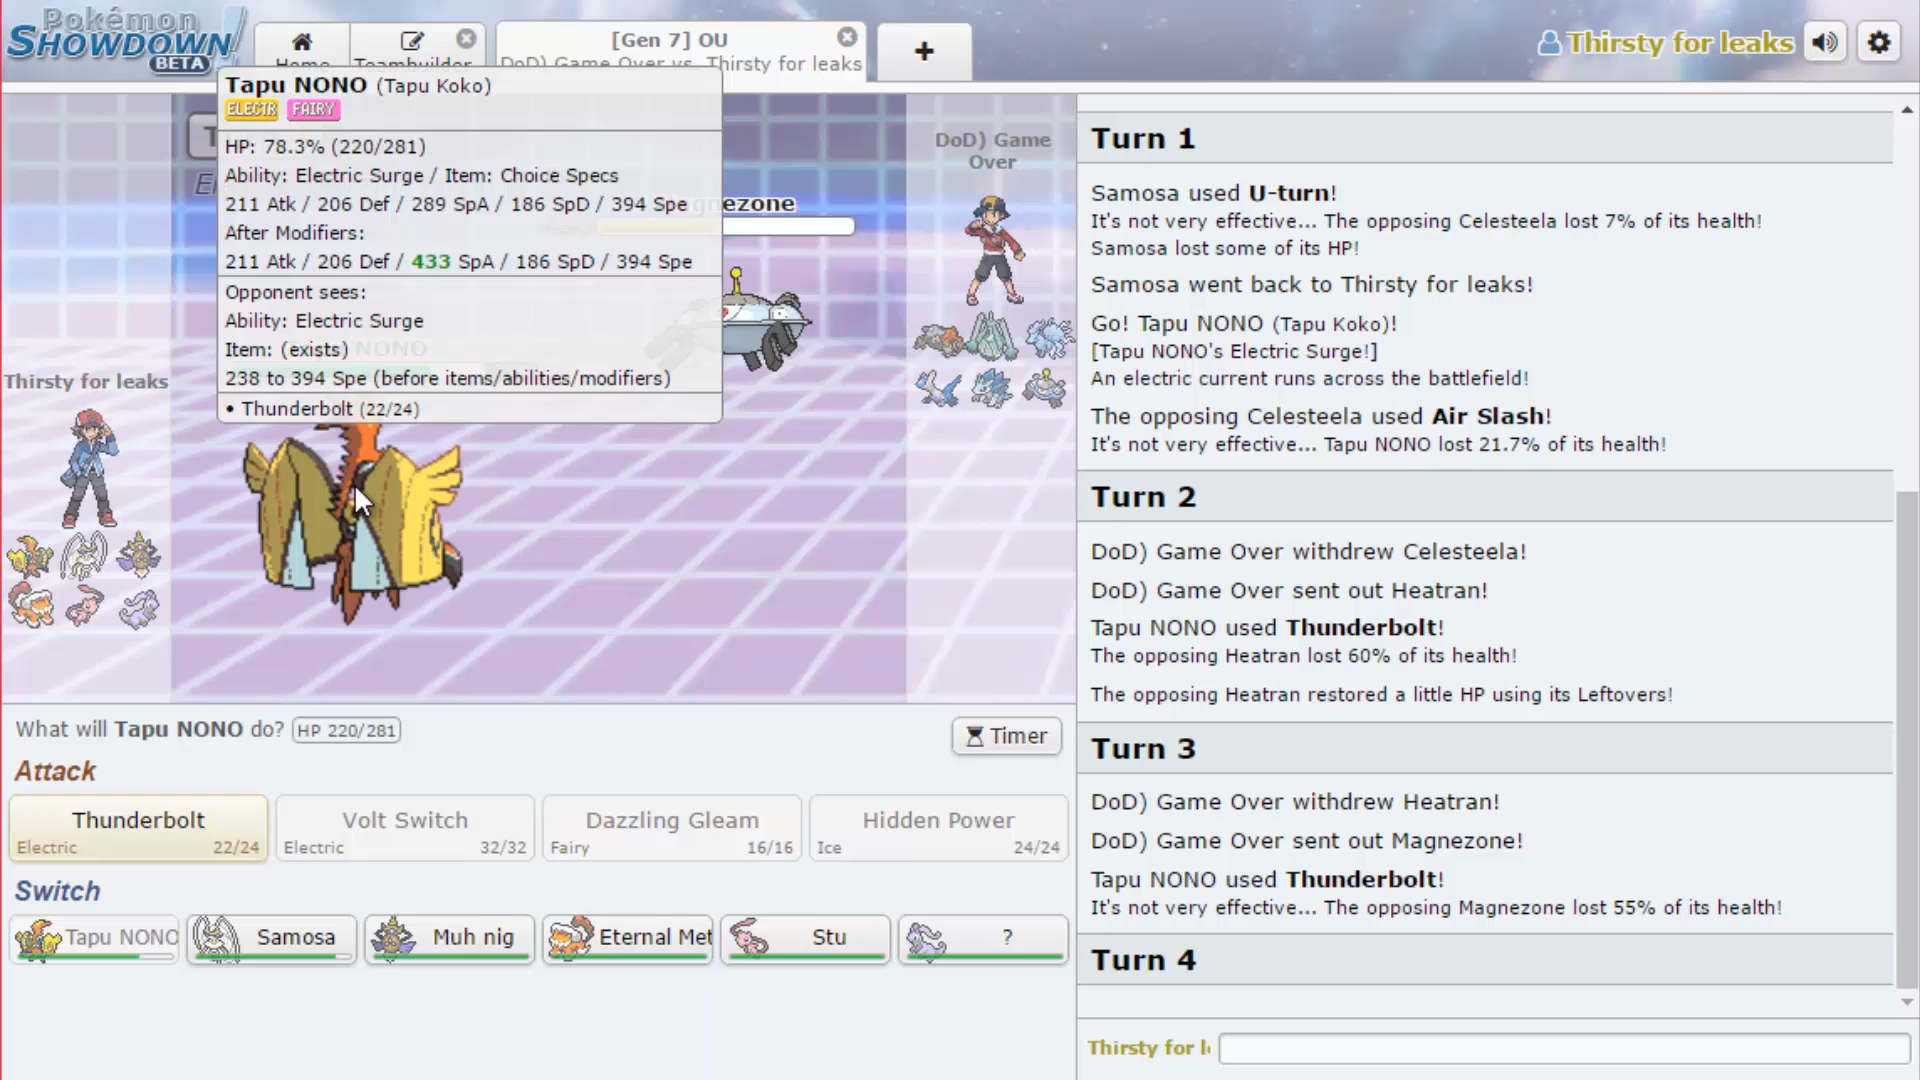 Pokémon
SHOWDOWN!
BETA
Home
Teambuilder
[Gen 7] OU
DoD) Game Over vs. Thirsty for leaks
+
Thirsty for leaks
Tapu NONO (Tapu Koko)
ELECTR FAIRY
HP: 78.3% (220/281)
Ability: Electric Surge / Item: Choice Specs
211 Atk / 206 Def / 289 SpA / 186 SpD / 394 Spe
After Modifiers:
211 Atk / 206 Def / 433 SpA / 186 SpD / 394 Spe
Opponent sees:
Ability: Electric Surge
Item: (exists)
238 to 394 Spe (before items/abilities/modifiers)
• Thunderbolt (22/24)
NONO
nezone
DoD) Game
Over
Thirsty for leaks
What will Tapu NONO do? HP 220/281
Timer
Attack
Thunderbolt
Electric 22/24
Volt Switch
Electric 32/32
Dazzling Gleam
Fairy 16/16
Hidden Power
Ice 24/24
Switch
Tapu NONO
Samosa
Muh nig
Eternal Met
Stu
?
Turn 1
Samosa used U-turn!
It's not very effective... The opposing Celesteela lost 7% of its health!
Samosa lost some of its HP!
Samosa went back to Thirsty for leaks!
Go! Tapu NONO (Tapu Koko)!
[Tapu NONO's Electric Surge!]
An electric current runs across the battlefield!
The opposing Celesteela used Air Slash!
It's not very effective... Tapu NONO lost 21.7% of its health!
Turn 2
DoD) Game Over withdrew Celesteela!
DoD) Game Over sent out Heatran!
Tapu NONO used Thunderbolt!
The opposing Heatran lost 60% of its health!
The opposing Heatran restored a little HP using its Leftovers!
Turn 3
DoD) Game Over withdrew Heatran!
DoD) Game Over sent out Magnezone!
Tapu NONO used Thunderbolt!
It's not very effective... The opposing Magnezone lost 55% of its health!
Turn 4
Thirsty for l